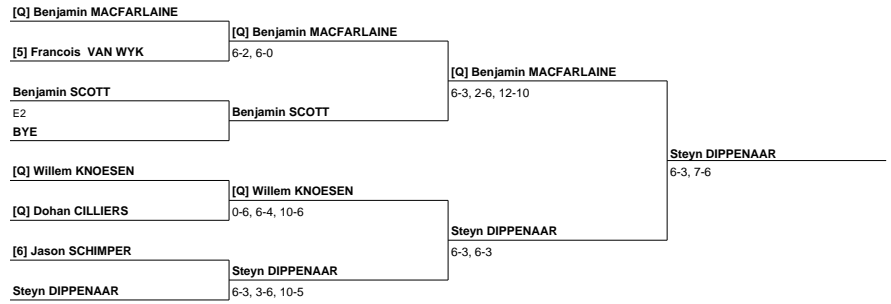 [Q] Benjamin MACFARLAINE
[5] Francois VAN WYK
Benjamin SCOTT
E2
BYE
[Q] Willem KNOESEN
[Q] Dohan CILLIERS
[6] Jason SCHIMPER
Steyn DIPPENAAR
[Q] Benjamin MACFARLAINE
6-2, 6-0
Benjamin SCOTT
[Q] Willem KNOESEN
0-6, 6-4, 10-6
Steyn DIPPENAAR
6-3, 3-6, 10-5
[Q] Benjamin MACFARLAINE
6-3, 2-6, 12-10
Steyn DIPPENAAR
6-3, 6-3
Steyn DIPPENAAR
6-3, 7-6